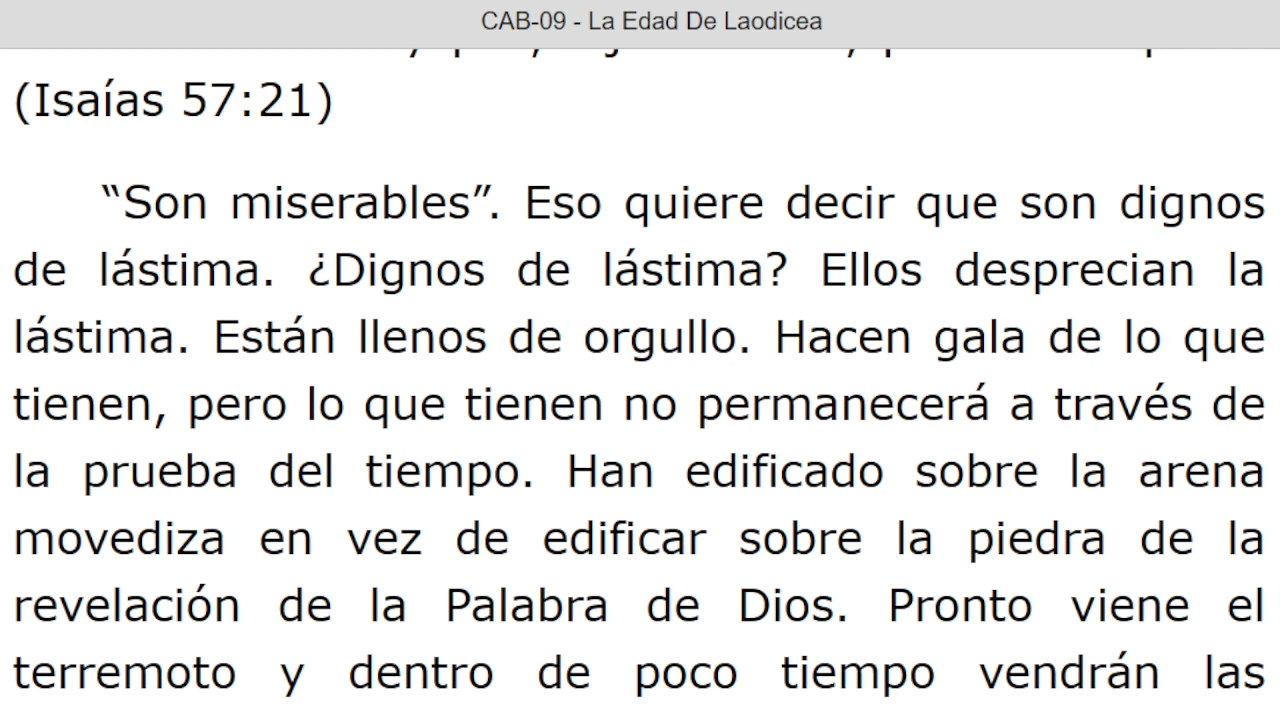 CAB-09 - La Edad De Laodicea
(Isaías 57:21)
“Son miserables”. Eso quiere decir que son dignos
de lástima. ¿Dignos de lástima? Ellos desprecian la
lástima. Están llenos de orgullo. Hacen gala de lo que
tienen, pero lo que tienen no permanecerá a través de
la prueba del tiempo. Han edificado sobre la arena
movediza en vez de edificar sobre la piedra de la
revelación de la Palabra de Dios. Pronto viene el
terremoto y dentro de poco tiempo vendrán las